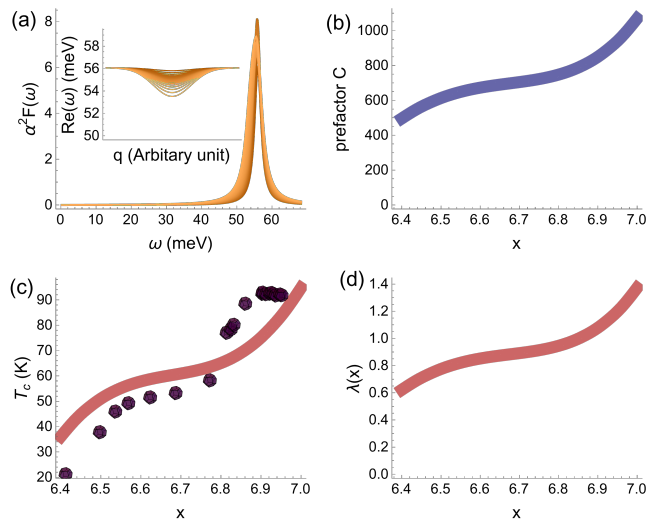 (a)
8
6
4
2
0
α²F(ω)
58
56
54
52
50
Re(ω) (meV)
q (Arbitary unit)
0 10 20 30 40 50 60
ω (meV)
(b)
1000
800
600
400
200
0
prefactor C
6.4 6.5 6.6 6.7 6.8 6.9 7.0
x
(c)
90
80
70
60
50
40
30
20
T_c (K)
6.4 6.5 6.6 6.7 6.8 6.9 7.0
x
(d)
1.4
1.2
1.0
0.8
0.6
0.4
0.2
0.0
λ(x)
6.4 6.5 6.6 6.7 6.8 6.9 7.0
x